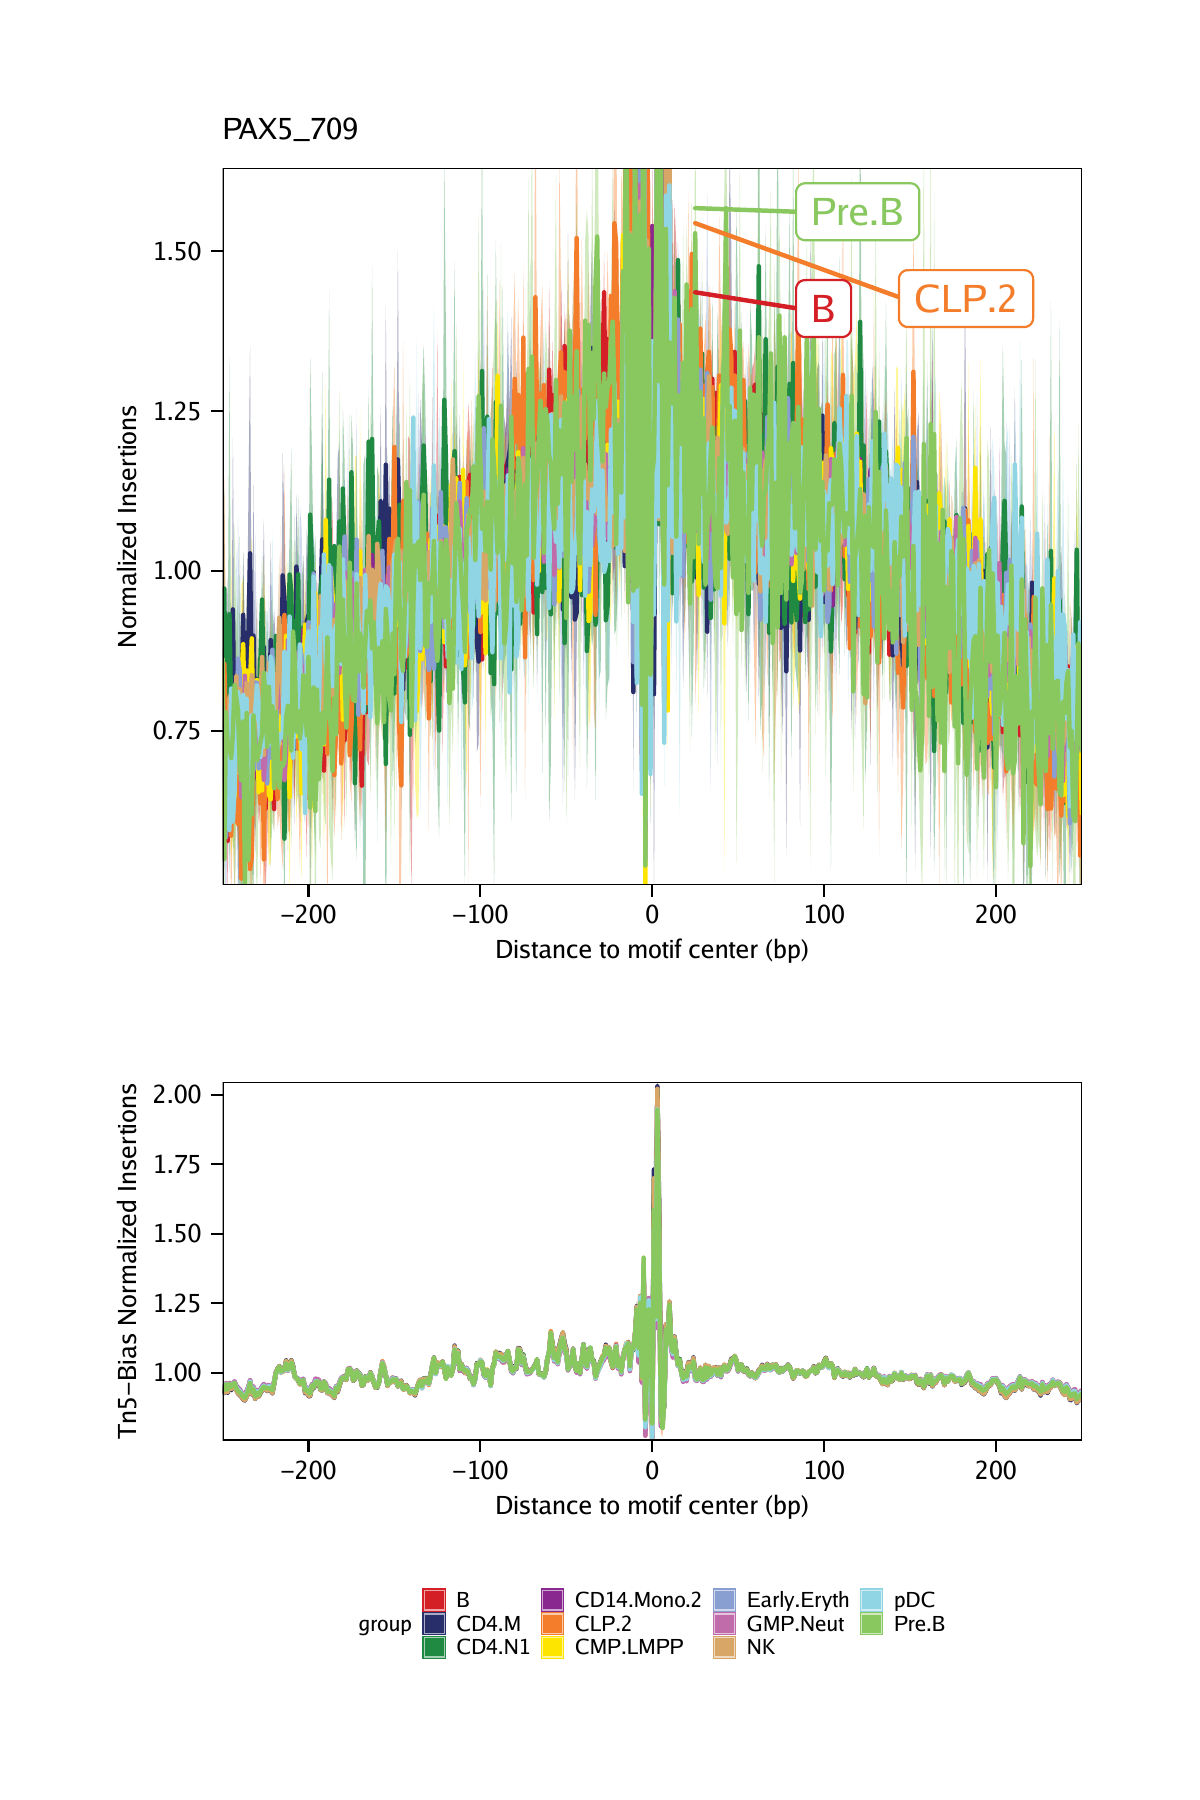 PAX5_709
Normalized Insertions
1.50
1.25
1.00
0.75
Pre.B
CLP.2
B
−200
−100
0
100
200
Distance to motif center (bp)
Tn5−Bias Normalized Insertions
2.00
1.75
1.50
1.25
1.00
−200
−100
0
100
200
Distance to motif center (bp)
group
B
CD4.M
CD4.N1
CD14.Mono.2
CLP.2
CMP.LMPP
Early.Eryth
GMP.Neut
NK
pDC
Pre.B